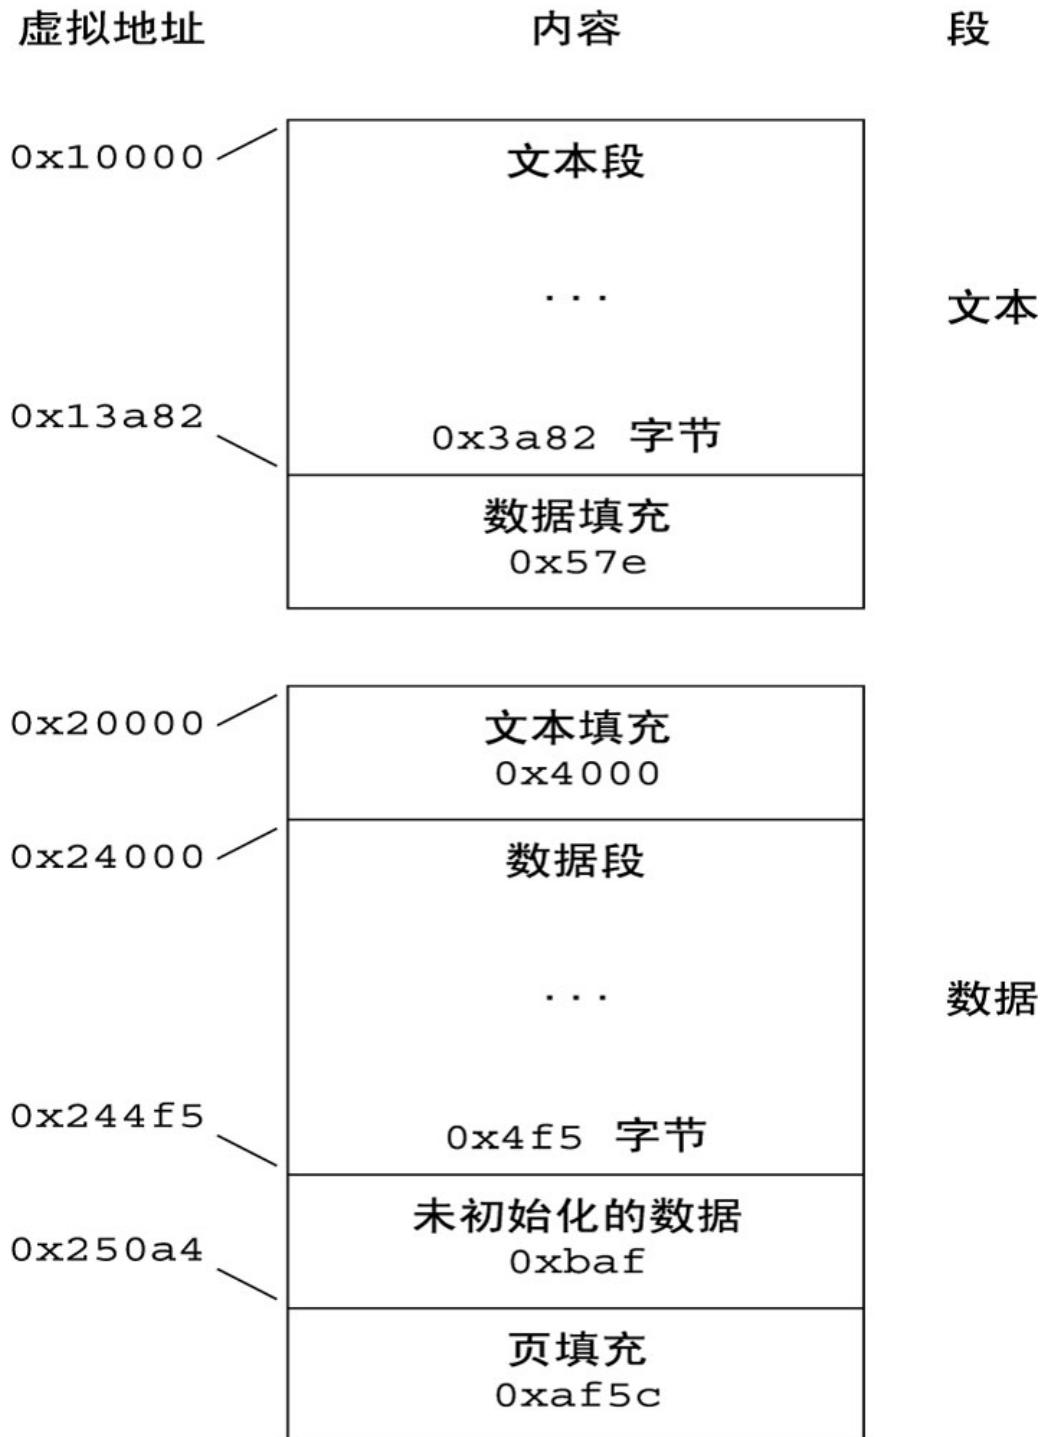 虚拟地址 内容 段
0x10000 文本段
...
文本
0x13a82 0x3a82 字节
数据填充
0x57e
0x20000 文本填充
0x4000
0x24000 数据段
...
数据
0x244f5 0x4f5 字节
未初始化的数据
0x250a4 0xbaf
页填充
0xaf5c